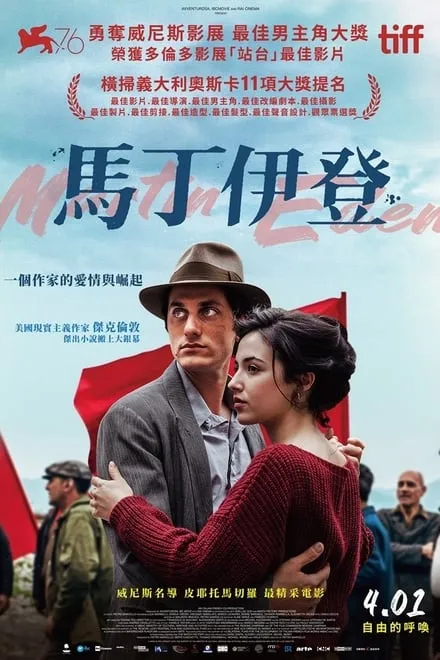 AVVENTUROSA, IBCMOVIE AND RAI CINEMA
76
勇奪威尼斯影展 最佳男主角大獎
榮獲多倫多影展「站台」最佳影片
tiff
橫掃義大利奧斯卡11項大獎提名
最佳影片.最佳導演.最佳男主角.最佳改編劇本.最佳攝影
最佳製片.最佳剪接.最佳造型.最佳髮型.最佳聲音設計.觀眾票選獎
Martin Eden
馬丁伊登
一個作家的愛情與崛起
美國現實主義作家 傑克倫敦
傑出小說搬上大銀幕
威尼斯名導 皮耶托馬切羅 最精采電影
4.01
自由的呼喚